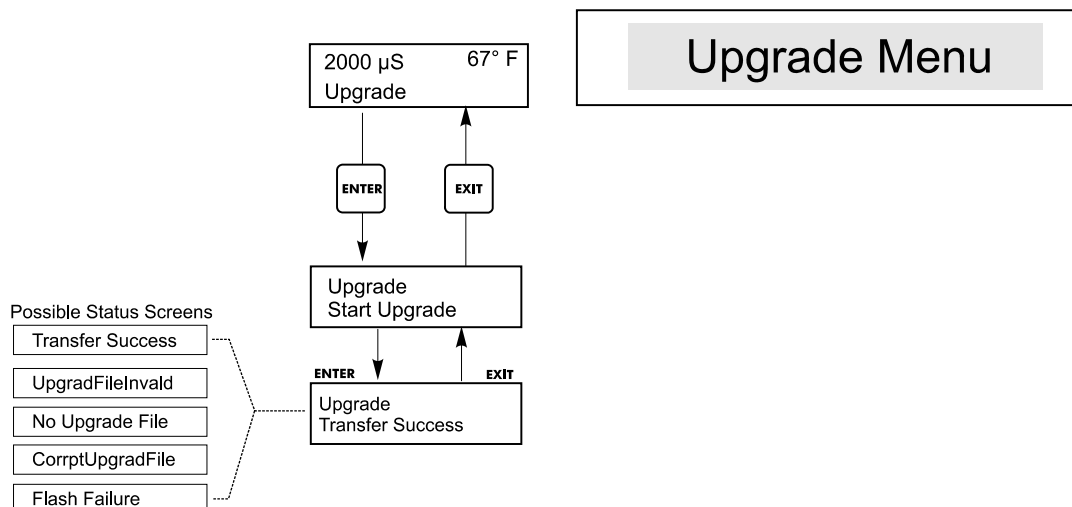 Upgrade Menu
2000 µS 67° F
Upgrade
ENTER EXIT
Upgrade
Start Upgrade
ENTER EXIT
Upgrade
Transfer Success
Possible Status Screens
Transfer Success
UpgradFileInvald
No Upgrade File
CorrptUpgradFile
Flash Failure